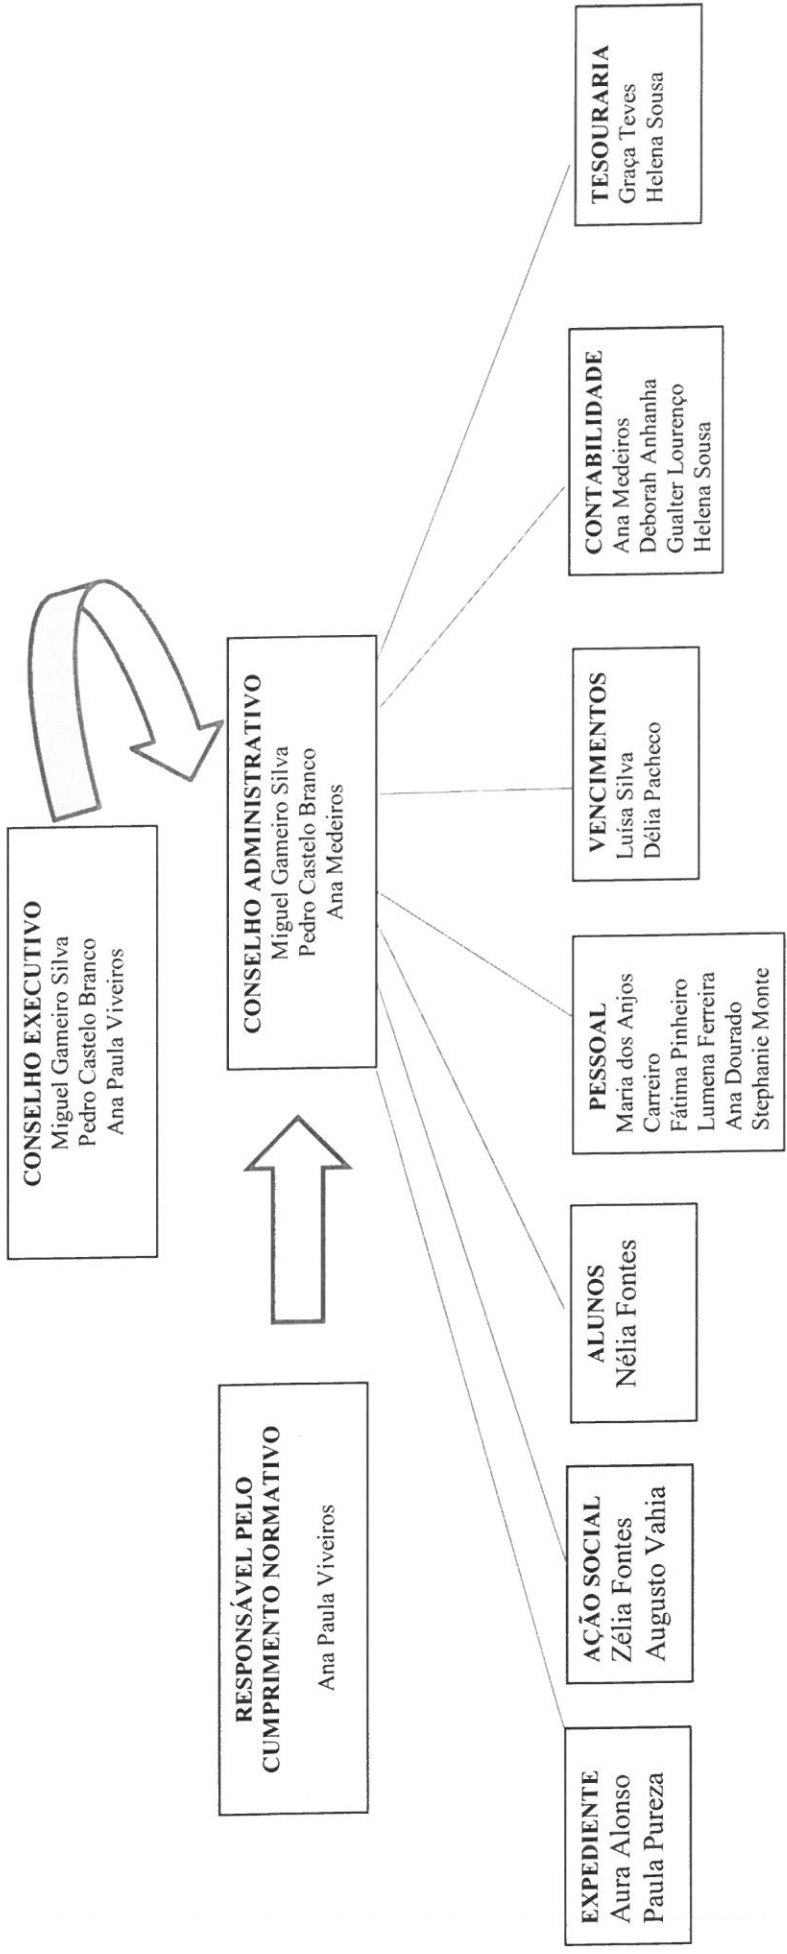 CONSELHO EXECUTIVO
Miguel Gameiro Silva
Pedro Castelo Branco
Ana Paula Viveiros
RESPONSÁVEL PELO
CUMPRIMENTO NORMATIVO
Ana Paula Viveiros
CONSELHO ADMINISTRATIVO
Miguel Gameiro Silva
Pedro Castelo Branco
Ana Medeiros
EXPEDIENTE
Aura Alonso
Paula Pureza
AÇÃO SOCIAL
Zélia Fontes
Augusto Vahia
ALUNOS
Nélia Fontes
PESSOAL
Maria dos Anjos
Carreiro
Fátima Pinheiro
Lumena Ferreira
Ana Dourado
Stephanie Monte
VENCIMENTOS
Luísa Silva
Délia Pacheco
CONTABILIDADE
Ana Medeiros
Deborah Anhanha
Gualter Lourenço
Helena Sousa
TESOURARIA
Graça Teves
Helena Sousa